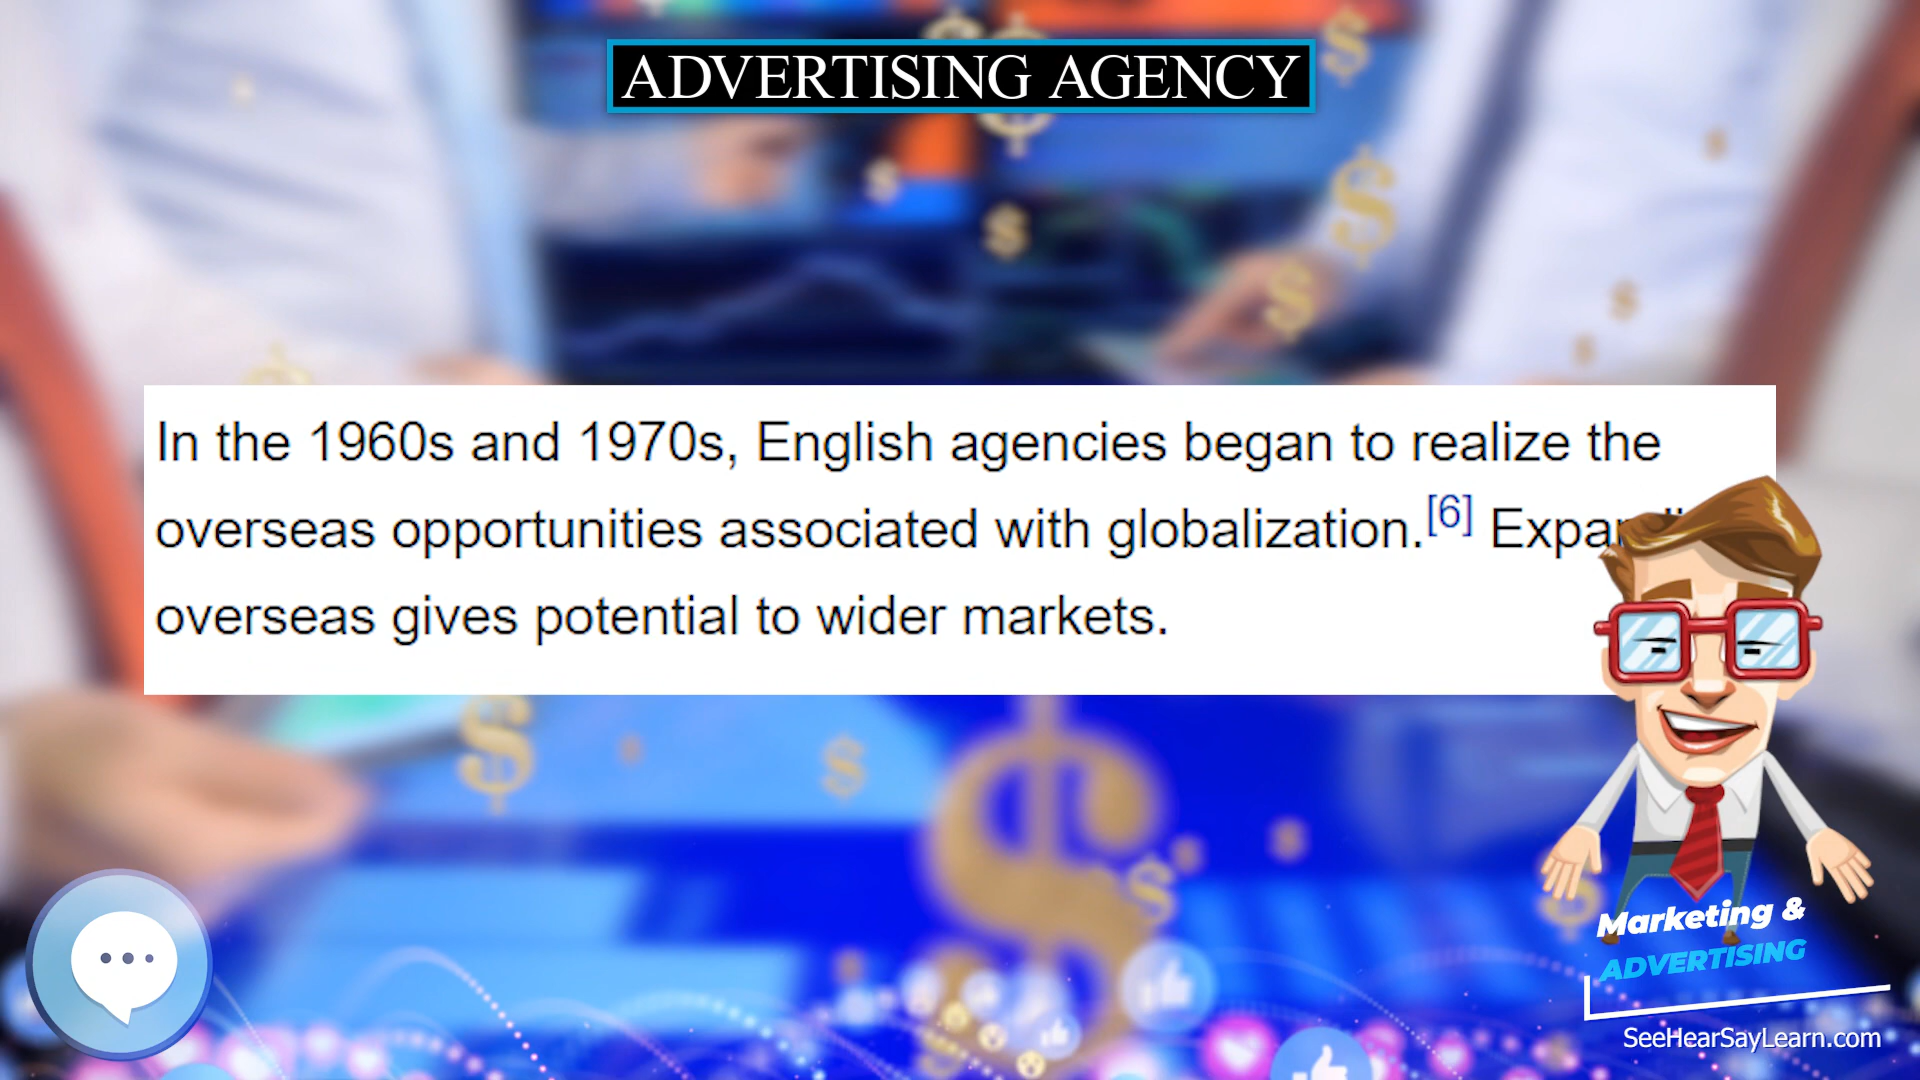 ADVERTISING AGENCY
In the 1960s and 1970s, English agencies began to realize the
overseas opportunities associated with globalization.[6]
overseas gives potential to wider markets.
Marketing &
ADVERTISING
SeeHearSayLearn.com